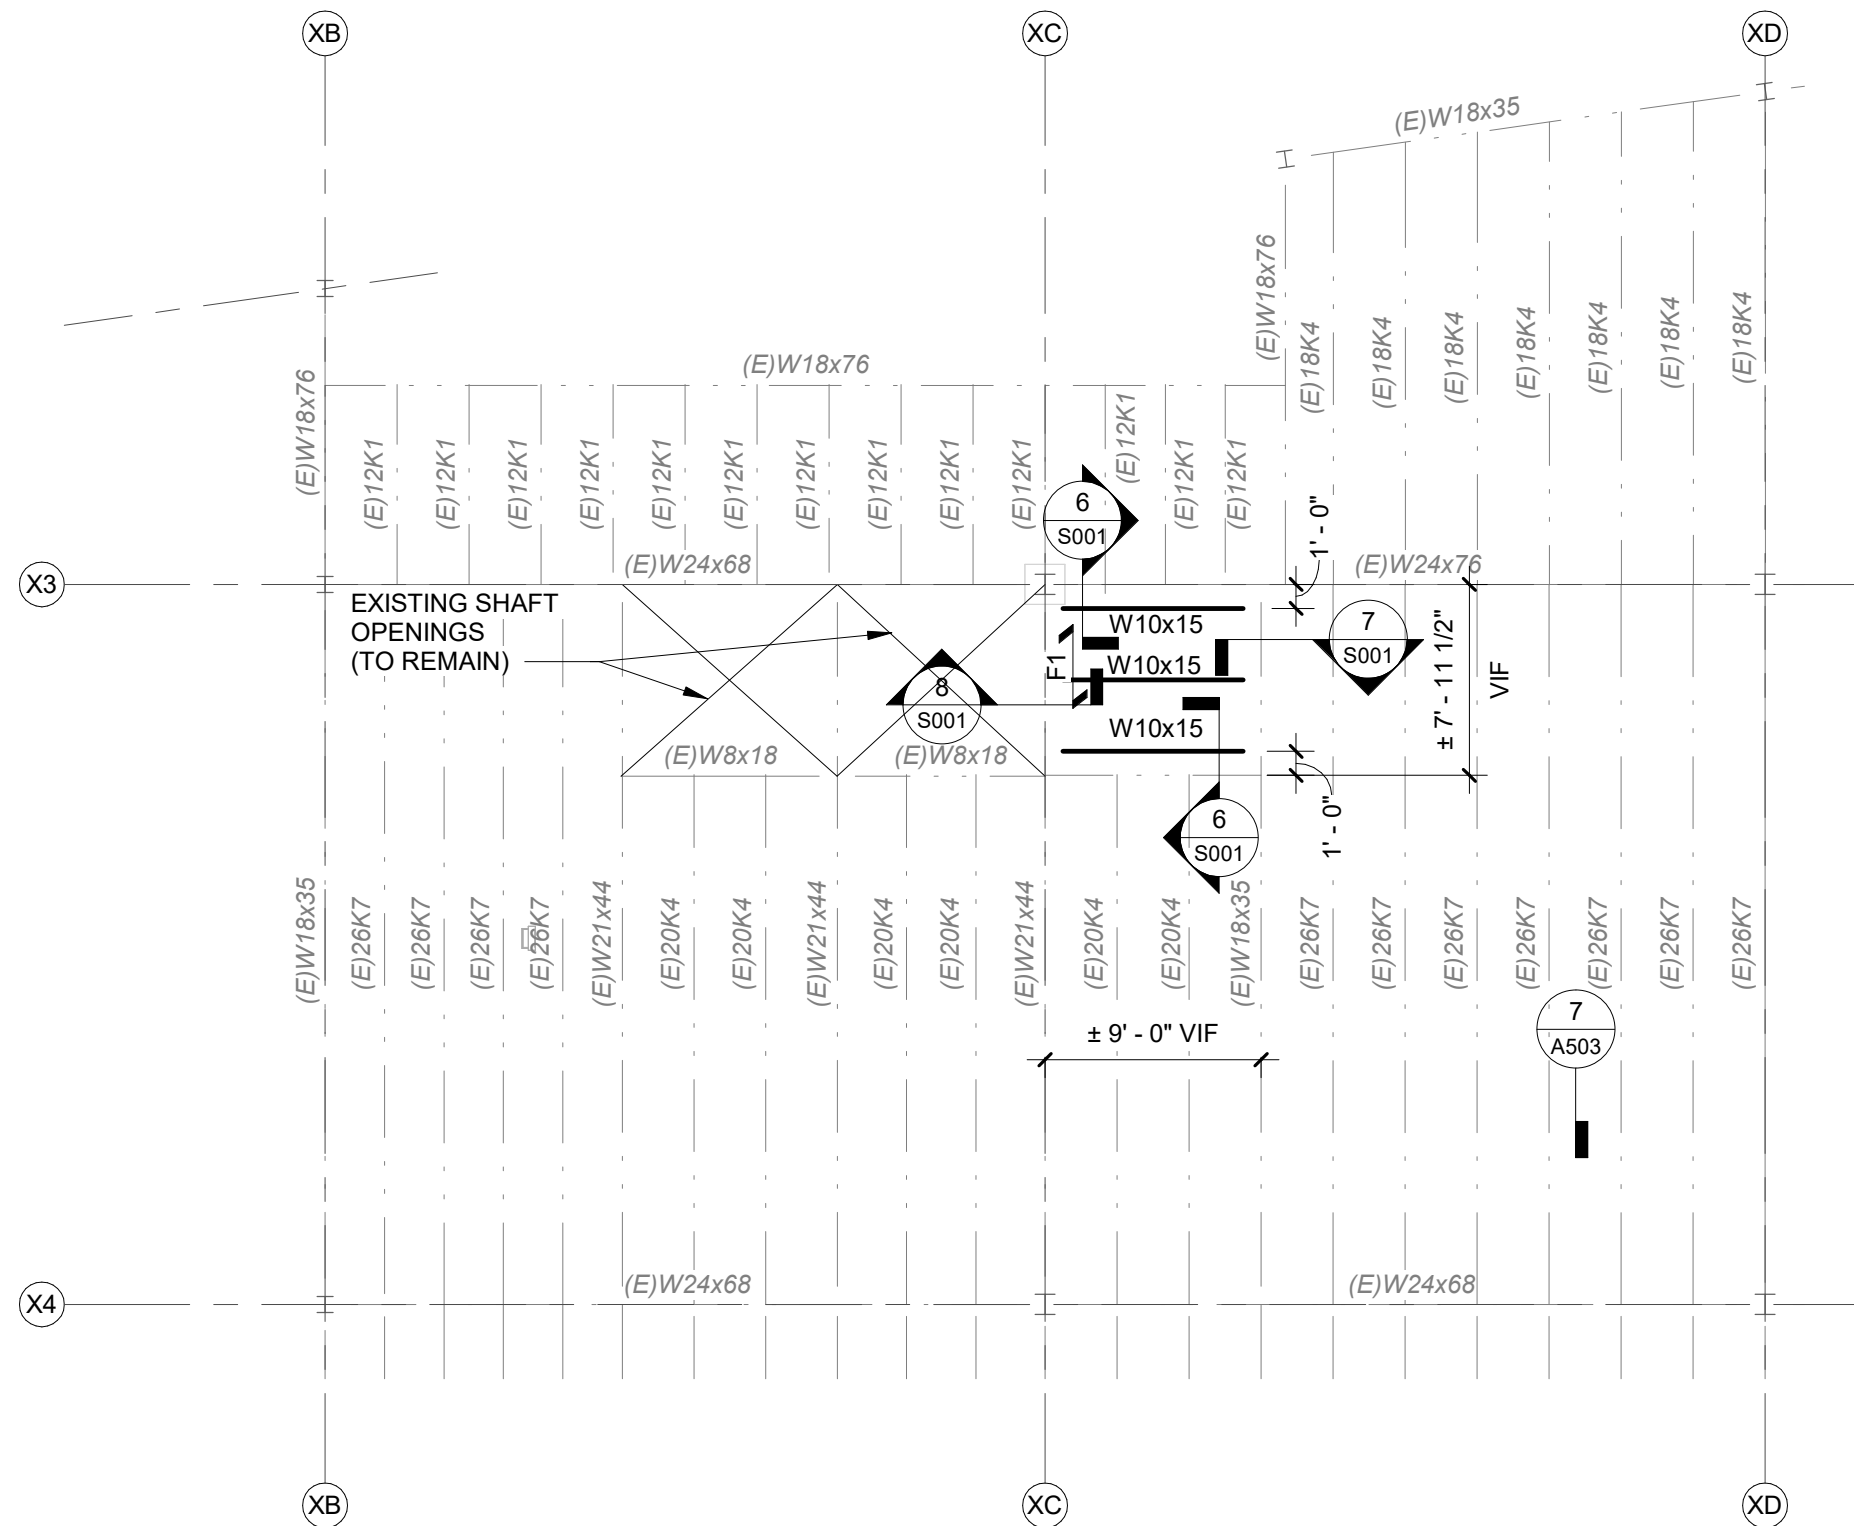 XB
XC
XD
(E)W18x35
(E)W18x76
(E)18K4
(E)18K4
(E)18K4
(E)18K4
(E)18K4
(E)18K4
(E)18K4
(E)W18x76
(E)W18x76
(E)12K1
(E)12K1
(E)12K1
(E)12K1
(E)12K1
(E)12K1
(E)12K1
(E)12K1
(E)12K1
(E)12K1
(E)12K1
(E)12K1
(E)12K1
6
S001
1' - 0"
X3
(E)W24x68
(E)W24x76
EXISTING SHAFT
OPENINGS
(TO REMAIN)
W10x15
7
S001
F1
W10x15
± 7' - 11 1/2"
VIF
8
S001
W10x15
(E)W8x18
(E)W8x18
1' - 0"
6
S001
(E)W18x35
(E)26K7
(E)26K7
(E)26K7
(E)26K7
(E)W21x44
(E)20K4
(E)20K4
(E)W21x44
(E)20K4
(E)20K4
(E)W21x44
(E)20K4
(E)20K4
(E)W18x35
(E)26K7
(E)26K7
(E)26K7
(E)26K7
(E)26K7
(E)26K7
(E)26K7
± 9' - 0" VIF
7
A503
X4
(E)W24x68
(E)W24x68
XB
XC
XD